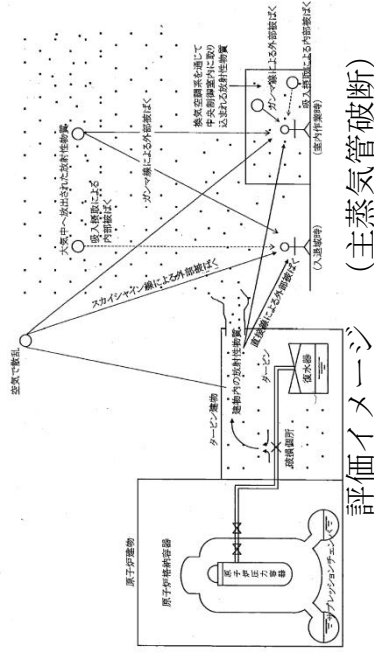 空気で散乱
大気中へ放出された放射性物質
吸入摂取による
内部被ばく
ガンマ線による外部被ばく
スカイシャイン線による外部被ばく
換気空調系を通じて
中央制御室内に取り
込まれる放射性物質
ガンマ線による外部被ばく
吸入摂取による内部被ばく
(室内作業時)
(入退域時)
直接線による外部被ばく
タービン建物
建物内の放射性物質
タービン
破損個所
復水器
原子炉建物
原子炉格納容器
原子炉圧力容器
サプレッションチェンバ
評価イメージ (主蒸気管破断)